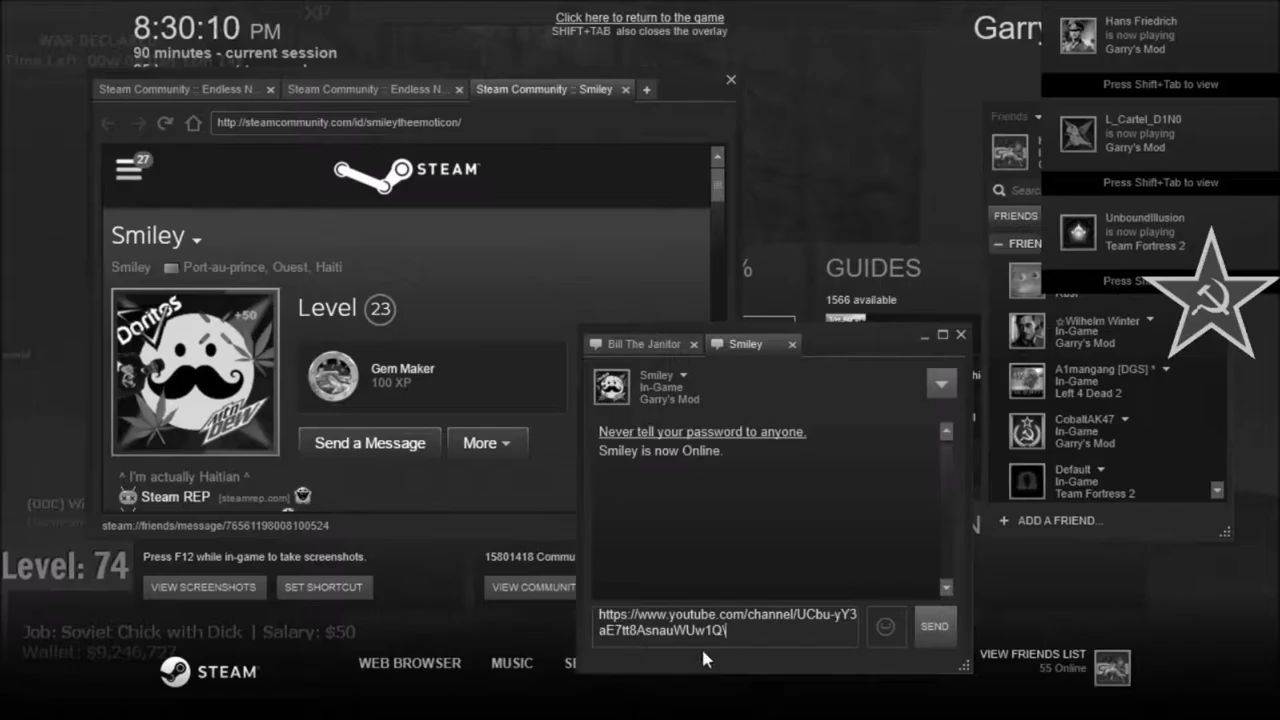 8:30:10 PM
90 minutes - current session
Click here to return to the game
SHIFT+TAB also closes the overlay
Garry
Hans Friedrich
is now playing
Garry's Mod
Press Shift+Tab to view
L_Cartel_D1N0
is now playing
Garry's Mod
Press Shift+Tab to view
UnboundIllusion
is now playing
Team Fortress 2
Steam Community :: Endless N...
Steam Community :: Endless N...
Steam Community :: Smiley
http://steamcommunity.com/id/smileytheemoticon/
27
STEAM
Smiley
Smiley Port-au-prince, Ouest, Haiti
Level 23
Doritos
+50
Mtn Dew
Gem Maker
100 XP
Send a Message
More
^ I'm actually Haitian
Steam REP [steamrep.com]
steam://friends/message/76561198008100524
GUIDES
1566 available
Bill The Janitor
Smiley
Smiley
In-Game
Garry's Mod
Never tell your password to anyone.
Smiley is now Online.
https://www.youtube.com/channel/UCbu-yY3
aE7tt8AsnauWUw1Q\
SEND
Friends
FRIENDS
☆Wilhelm Winter
In-Game
Garry's Mod
A1mangang [DGS] *
In-Game
Left 4 Dead 2
CobaltAK47
In-Game
Garry's Mod
Default
In-Game
Team Fortress 2
+ ADD A FRIEND...
Level: 74
Press F12 while in-game to take screenshots.
VIEW SCREENSHOTS
SET SHORTCUT
15801418 Commu
VIEW COMMUNIT
Job: Soviet Chick with Dick | Salary: $50
Wallet: $9,246,727
STEAM
WEB BROWSER
MUSIC
VIEW FRIENDS LIST
55 Online